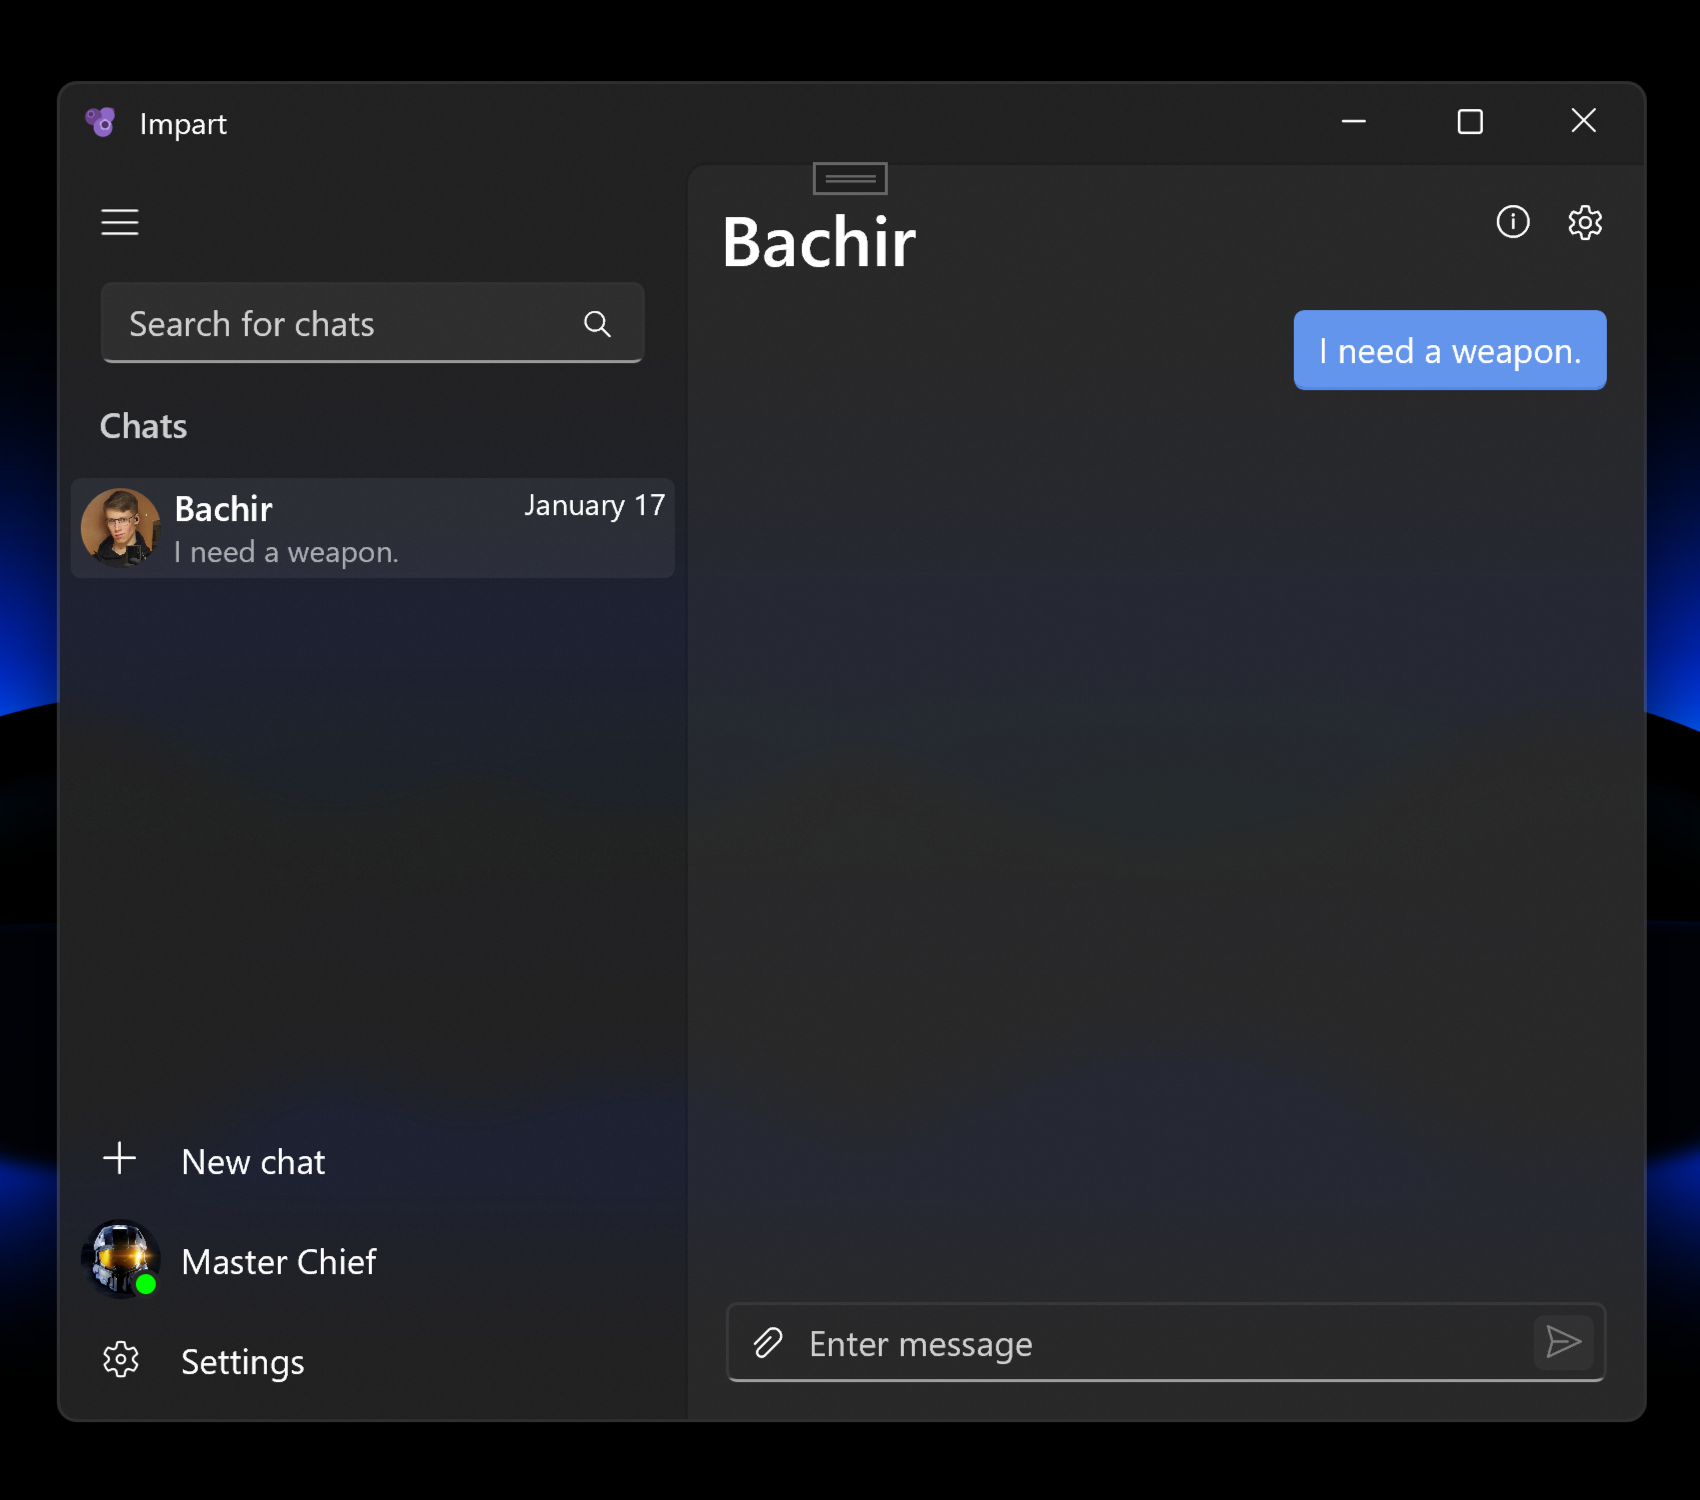 Impart
Search for chats
Chats
Bachir
January 17
I need a weapon.
New chat
Master Chief
Settings
Bachir
I need a weapon.
Enter message